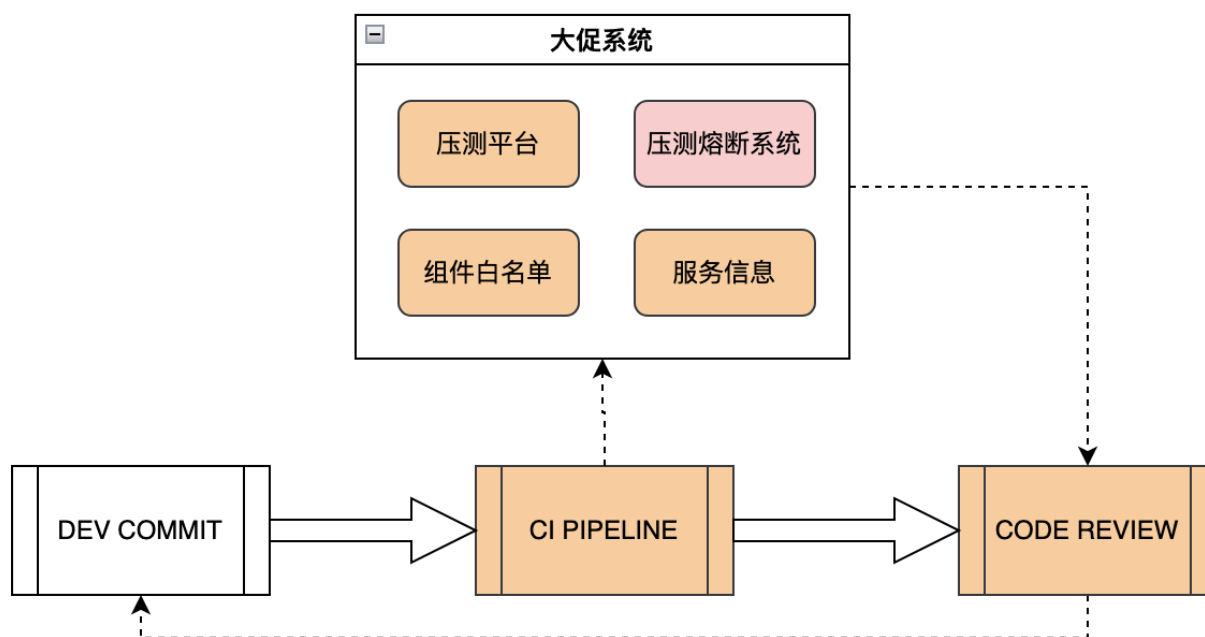 大促系统
压测平台
压测熔断系统
组件白名单
服务信息
DEV COMMIT
CI PIPELINE
CODE REVIEW